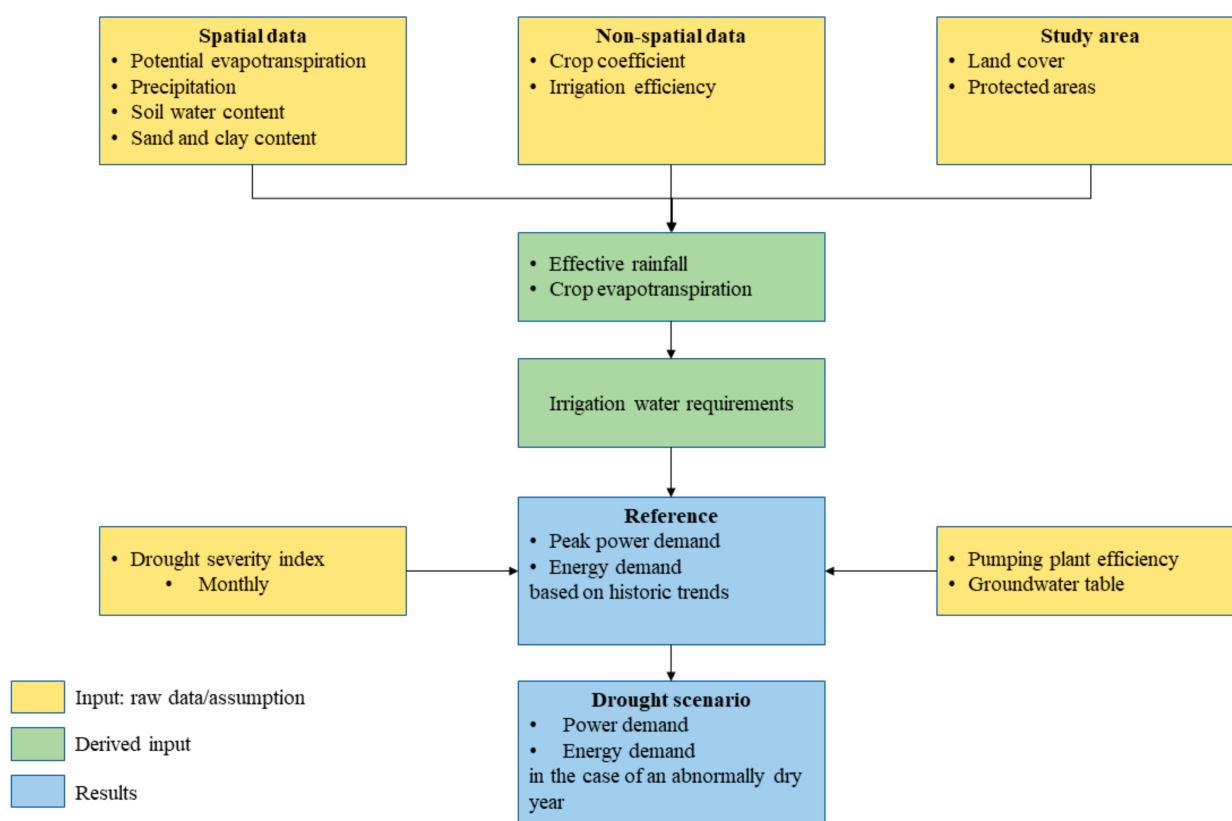 Spatial data
• Potential evapotranspiration
• Precipitation
• Soil water content
• Sand and clay content
Non-spatial data
• Crop coefficient
• Irrigation efficiency
Study area
• Land cover
• Protected areas
• Effective rainfall
• Crop evapotranspiration
Irrigation water requirements
Reference
• Peak power demand
• Energy demand
based on historic trends
• Drought severity index
• Monthly
• Pumping plant efficiency
• Groundwater table
Drought scenario
• Power demand
• Energy demand
in the case of an abnormally dry
year
Input: raw data/assumption
Derived input
Results